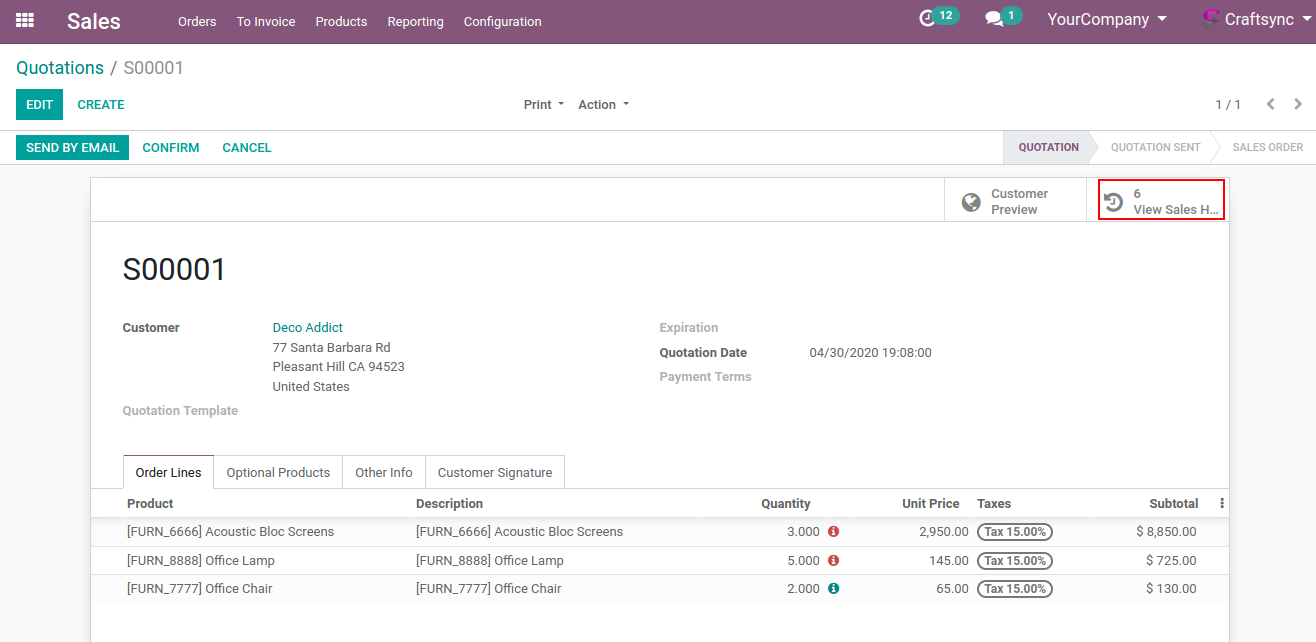 Sales Orders To Invoice Products Reporting Configuration 12 1 YourCompany Craftsync
Quotations / S00001
EDIT CREATE Print Action 1 / 1
SEND BY EMAIL CONFIRM CANCEL QUOTATION QUOTATION SENT SALES ORDER
Customer Preview
6 View Sales H...
S00001
Customer Deco Addict
77 Santa Barbara Rd
Pleasant Hill CA 94523
United States
Quotation Template
Expiration
Quotation Date 04/30/2020 19:08:00
Payment Terms
Order Lines Optional Products Other Info Customer Signature
Product Description Quantity Unit Price Taxes Subtotal
[FURN_6666] Acoustic Bloc Screens [FURN_6666] Acoustic Bloc Screens 3.000 2,950.00 Tax 15.00% $ 8,850.00
[FURN_8888] Office Lamp [FURN_8888] Office Lamp 5.000 145.00 Tax 15.00% $ 725.00
[FURN_7777] Office Chair [FURN_7777] Office Chair 2.000 65.00 Tax 15.00% $ 130.00